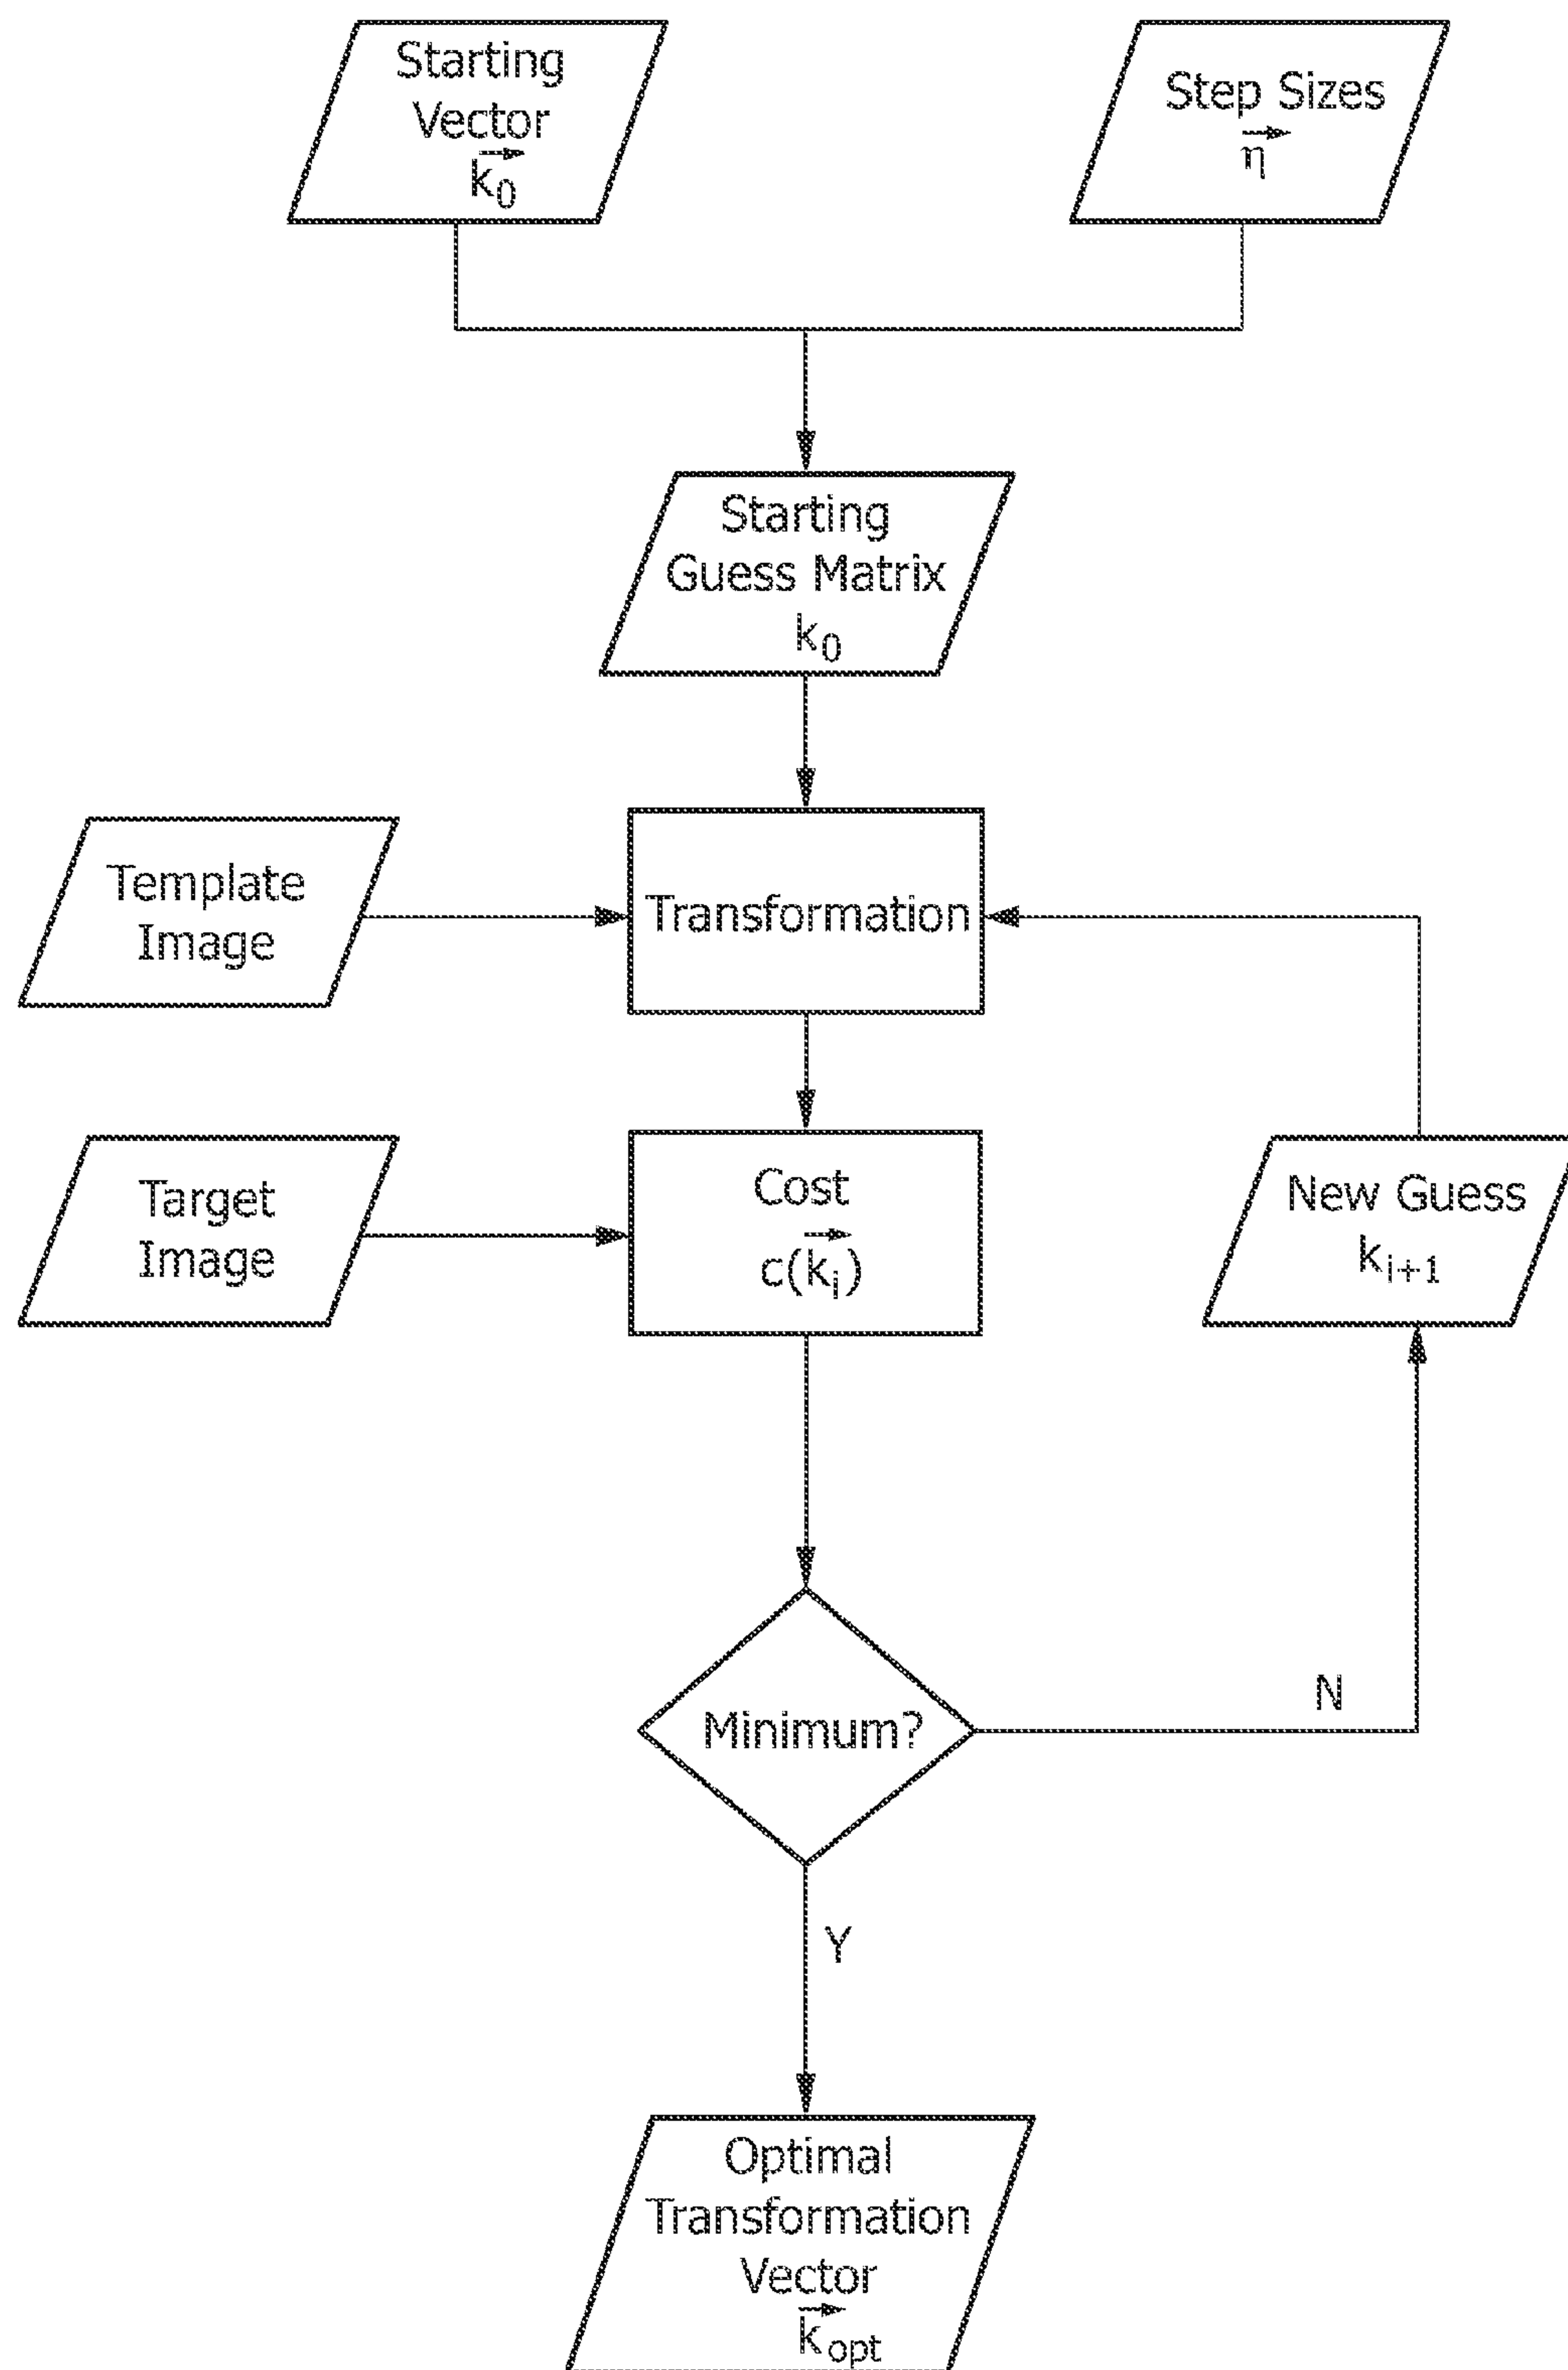 Starting
Vector
k₀
Step Sizes
η
Starting
Guess Matrix
k₀
Template
Image
Transformation
Target
Image
Cost
c(kᵢ)
New Guess
kᵢ₊₁
Minimum?
N
Y
Optimal
Transformation
Vector
k_opt